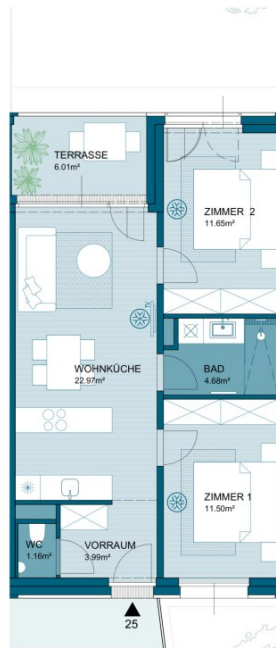 TERRASSE
6.01m²
ZIMMER 2
11.65m²
TV
WOHNKÜCHE
22.97m²
BAD
4.68m²
ZIMMER 1
11.50m²
WC
1.16m²
VORRAUM
3.99m²
25